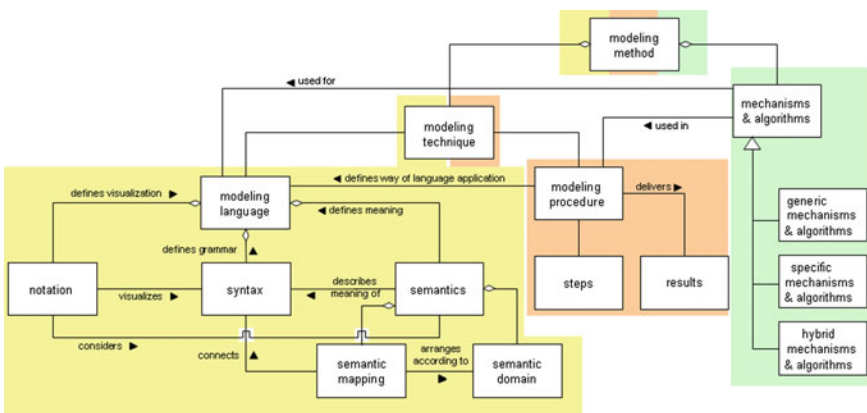 modeling
method
◄ used for
mechanisms
& algorithms
modeling
technique
◄ used in
◄ defines way of language application
defines visualization ►
modeling
language
◄ defines meaning
modeling
procedure
delivers ►
generic
mechanisms
& algorithms
defines grammar ▲
notation
visualizes ►
syntax
describes
◄ meaning of
semantics
steps
results
specific
mechanisms
& algorithms
considers ►
connects ▲
semantic
mapping
arranges
according to
►
semantic
domain
hybrid
mechanisms
& algorithms